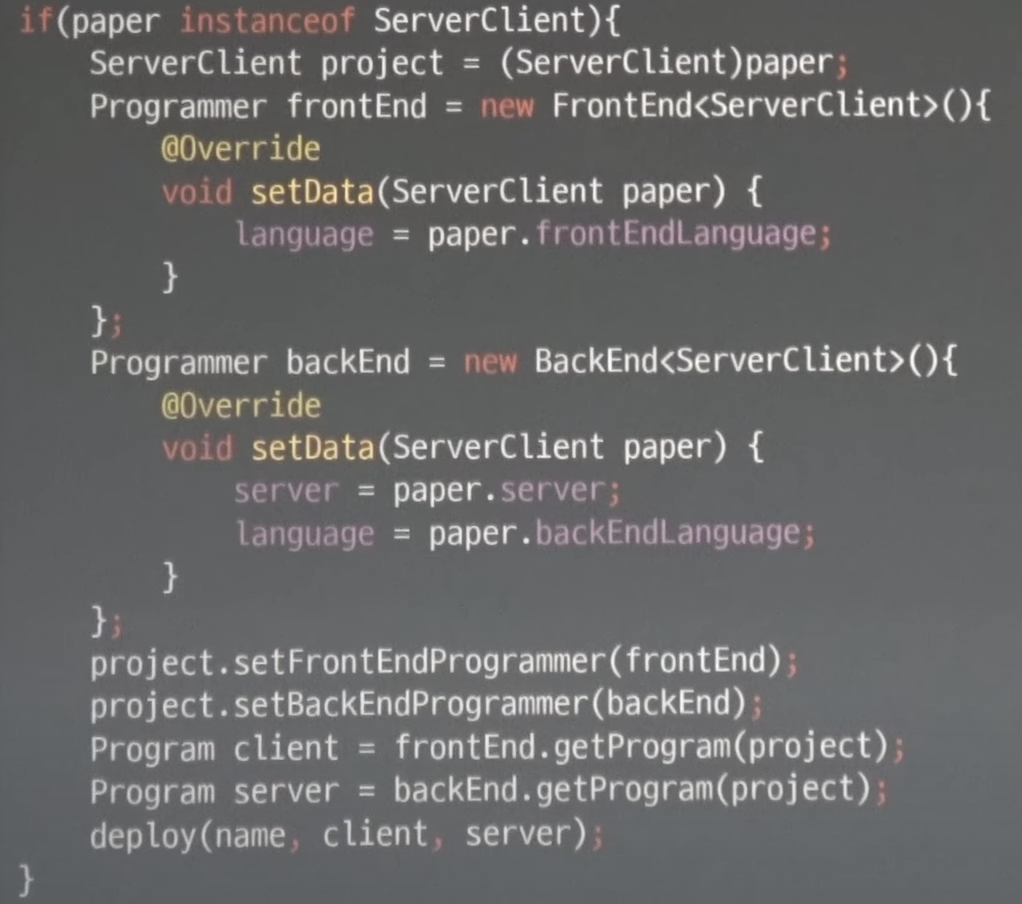 if(paper instanceof ServerClient){
    ServerClient project = (ServerClient)paper;
    Programmer frontEnd = new FrontEnd<ServerClient>(){
        @Override
        void setData(ServerClient paper) {
            language = paper.frontEndLanguage;
        }
    };
    Programmer backEnd = new BackEnd<ServerClient>(){
        @Override
        void setData(ServerClient paper) {
            server = paper.server;
            language = paper.backEndLanguage;
        }
    };
    project.setFrontEndProgrammer(frontEnd);
    project.setBackEndProgrammer(backEnd);
    Program client = frontEnd.getProgram(project);
    Program server = backEnd.getProgram(project);
    deploy(name, client, server);
}